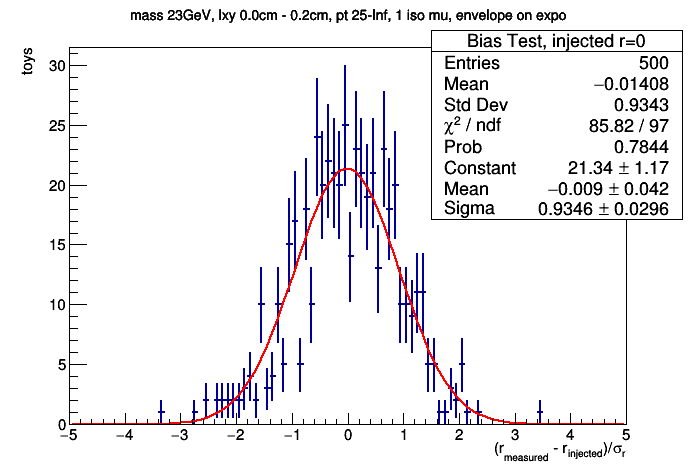 mass 23GeV, lxy 0.0cm - 0.2cm, pt 25-Inf, 1 iso mu, envelope on expo
Bias Test, injected r=0
Entries 500
Mean −0.01408
Std Dev 0.9343
χ² / ndf 85.82 / 97
Prob 0.7844
Constant 21.34 ± 1.17
Mean −0.009 ± 0.042
Sigma 0.9346 ± 0.0296
toys
30
25
20
15
10
5
0
−5 −4 −3 −2 −1 0 1 2 3 4 5
(r_measured - r_injected)/σ_r